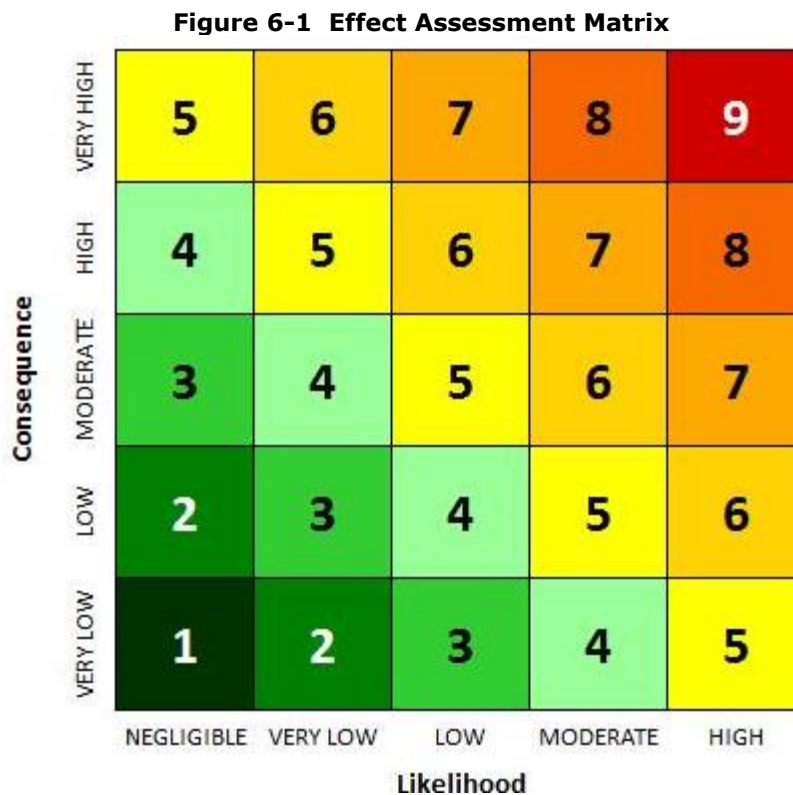 Figure 6-1 Effect Assessment Matrix
Consequence
VERY HIGH
5 6 7 8 9
HIGH
4 5 6 7 8
MODERATE
3 4 5 6 7
LOW
2 3 4 5 6
VERY LOW
1 2 3 4 5
NEGLIGIBLE VERY LOW LOW MODERATE HIGH
Likelihood